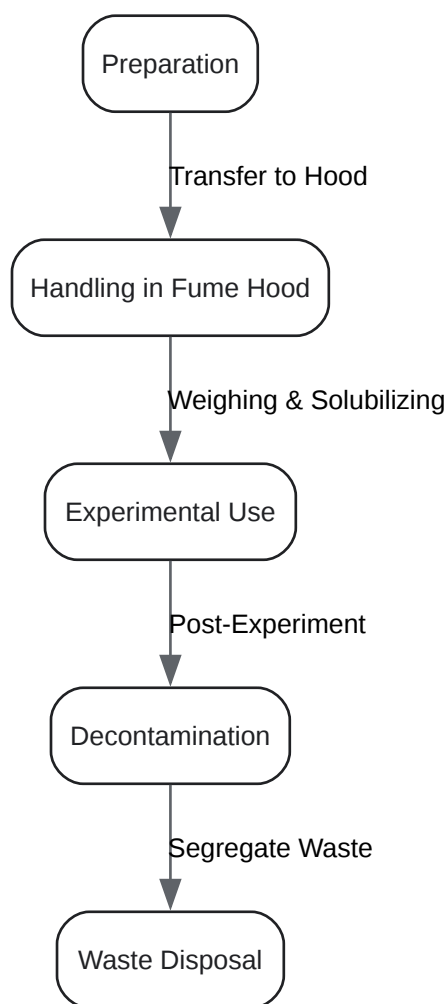 Preparation
Transfer to Hood
Handling in Fume Hood
Weighing & Solubilizing
Experimental Use
Post-Experiment
Decontamination
Segregate Waste
Waste Disposal